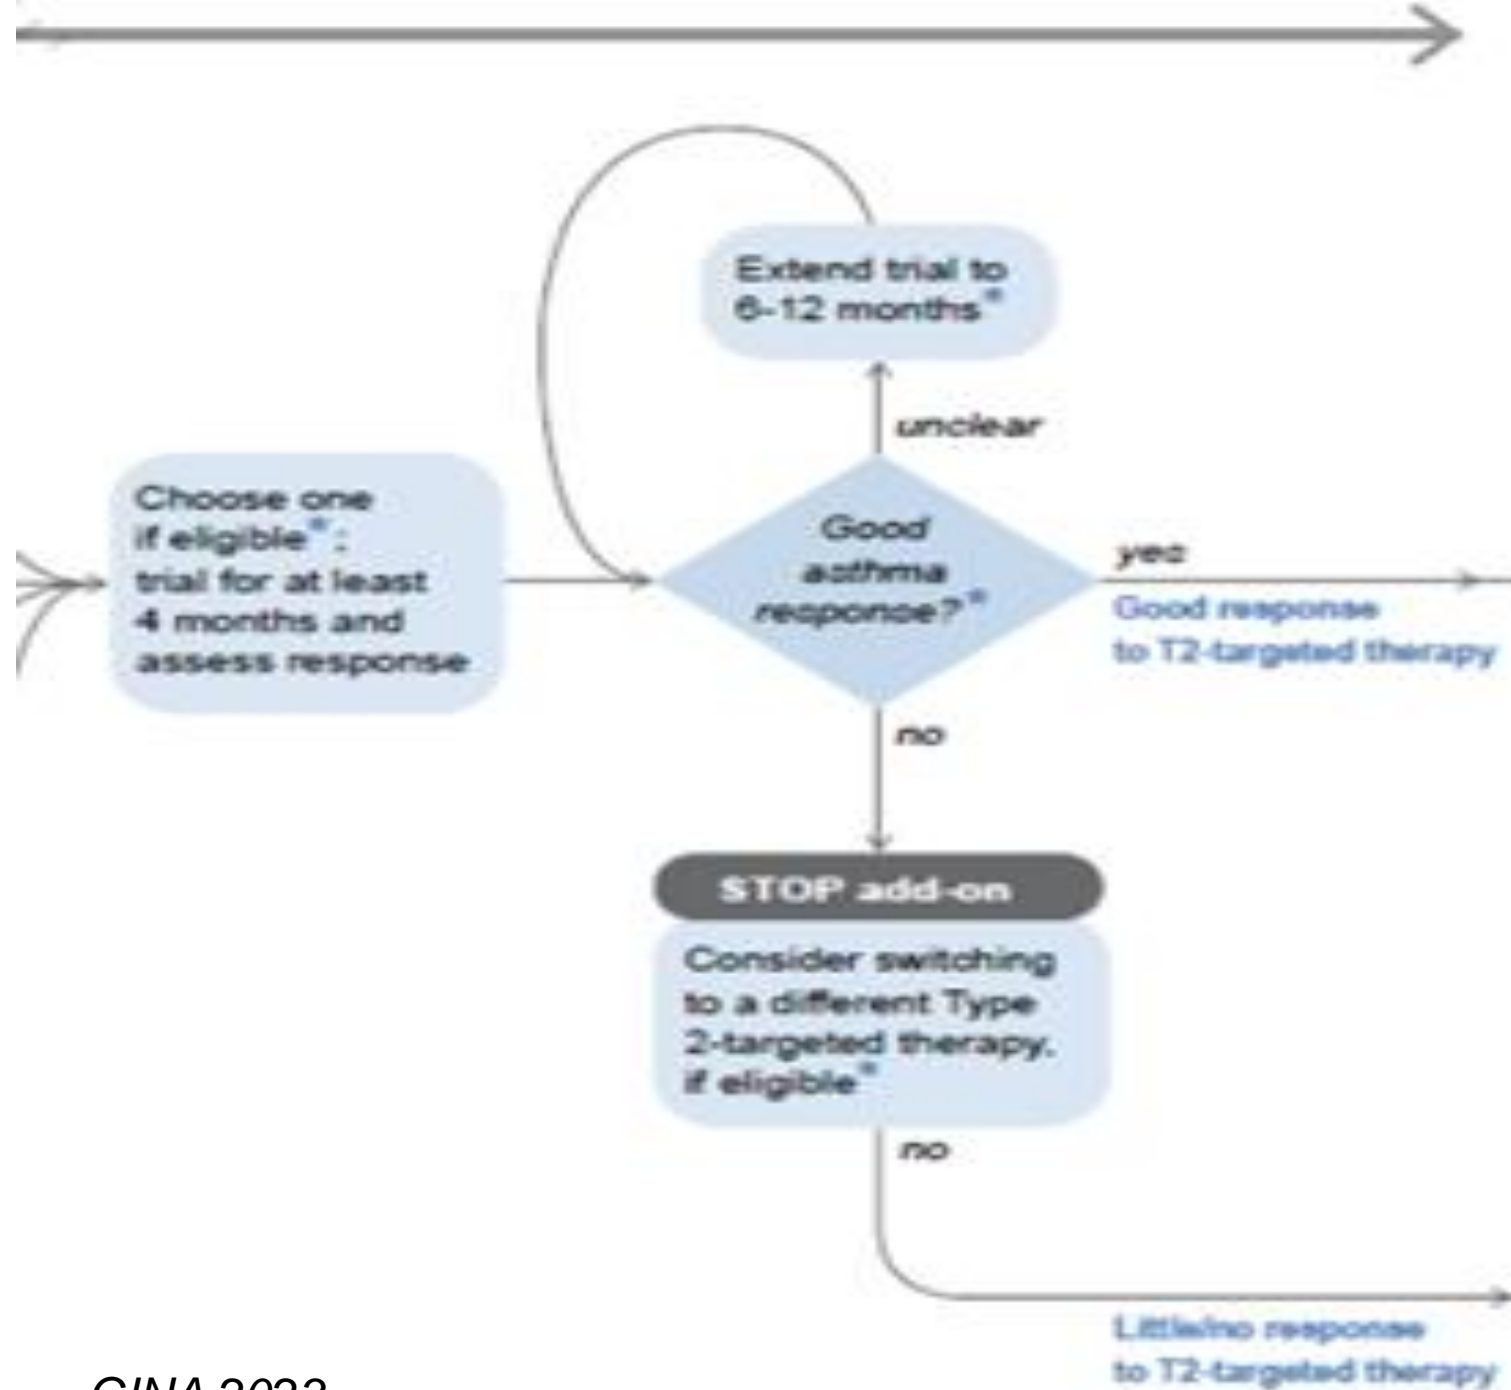 Extend trial to
6-12 months*
unclear
Choose one
if eligible*:
trial for at least
4 months and
assess response
Good
asthma
response?*
yes
Good response
to T2-targeted therapy
no
STOP add-on
Consider switching
to a different Type
2-targeted therapy,
if eligible*
no
Little/no response
to T2-targeted therapy
GINA